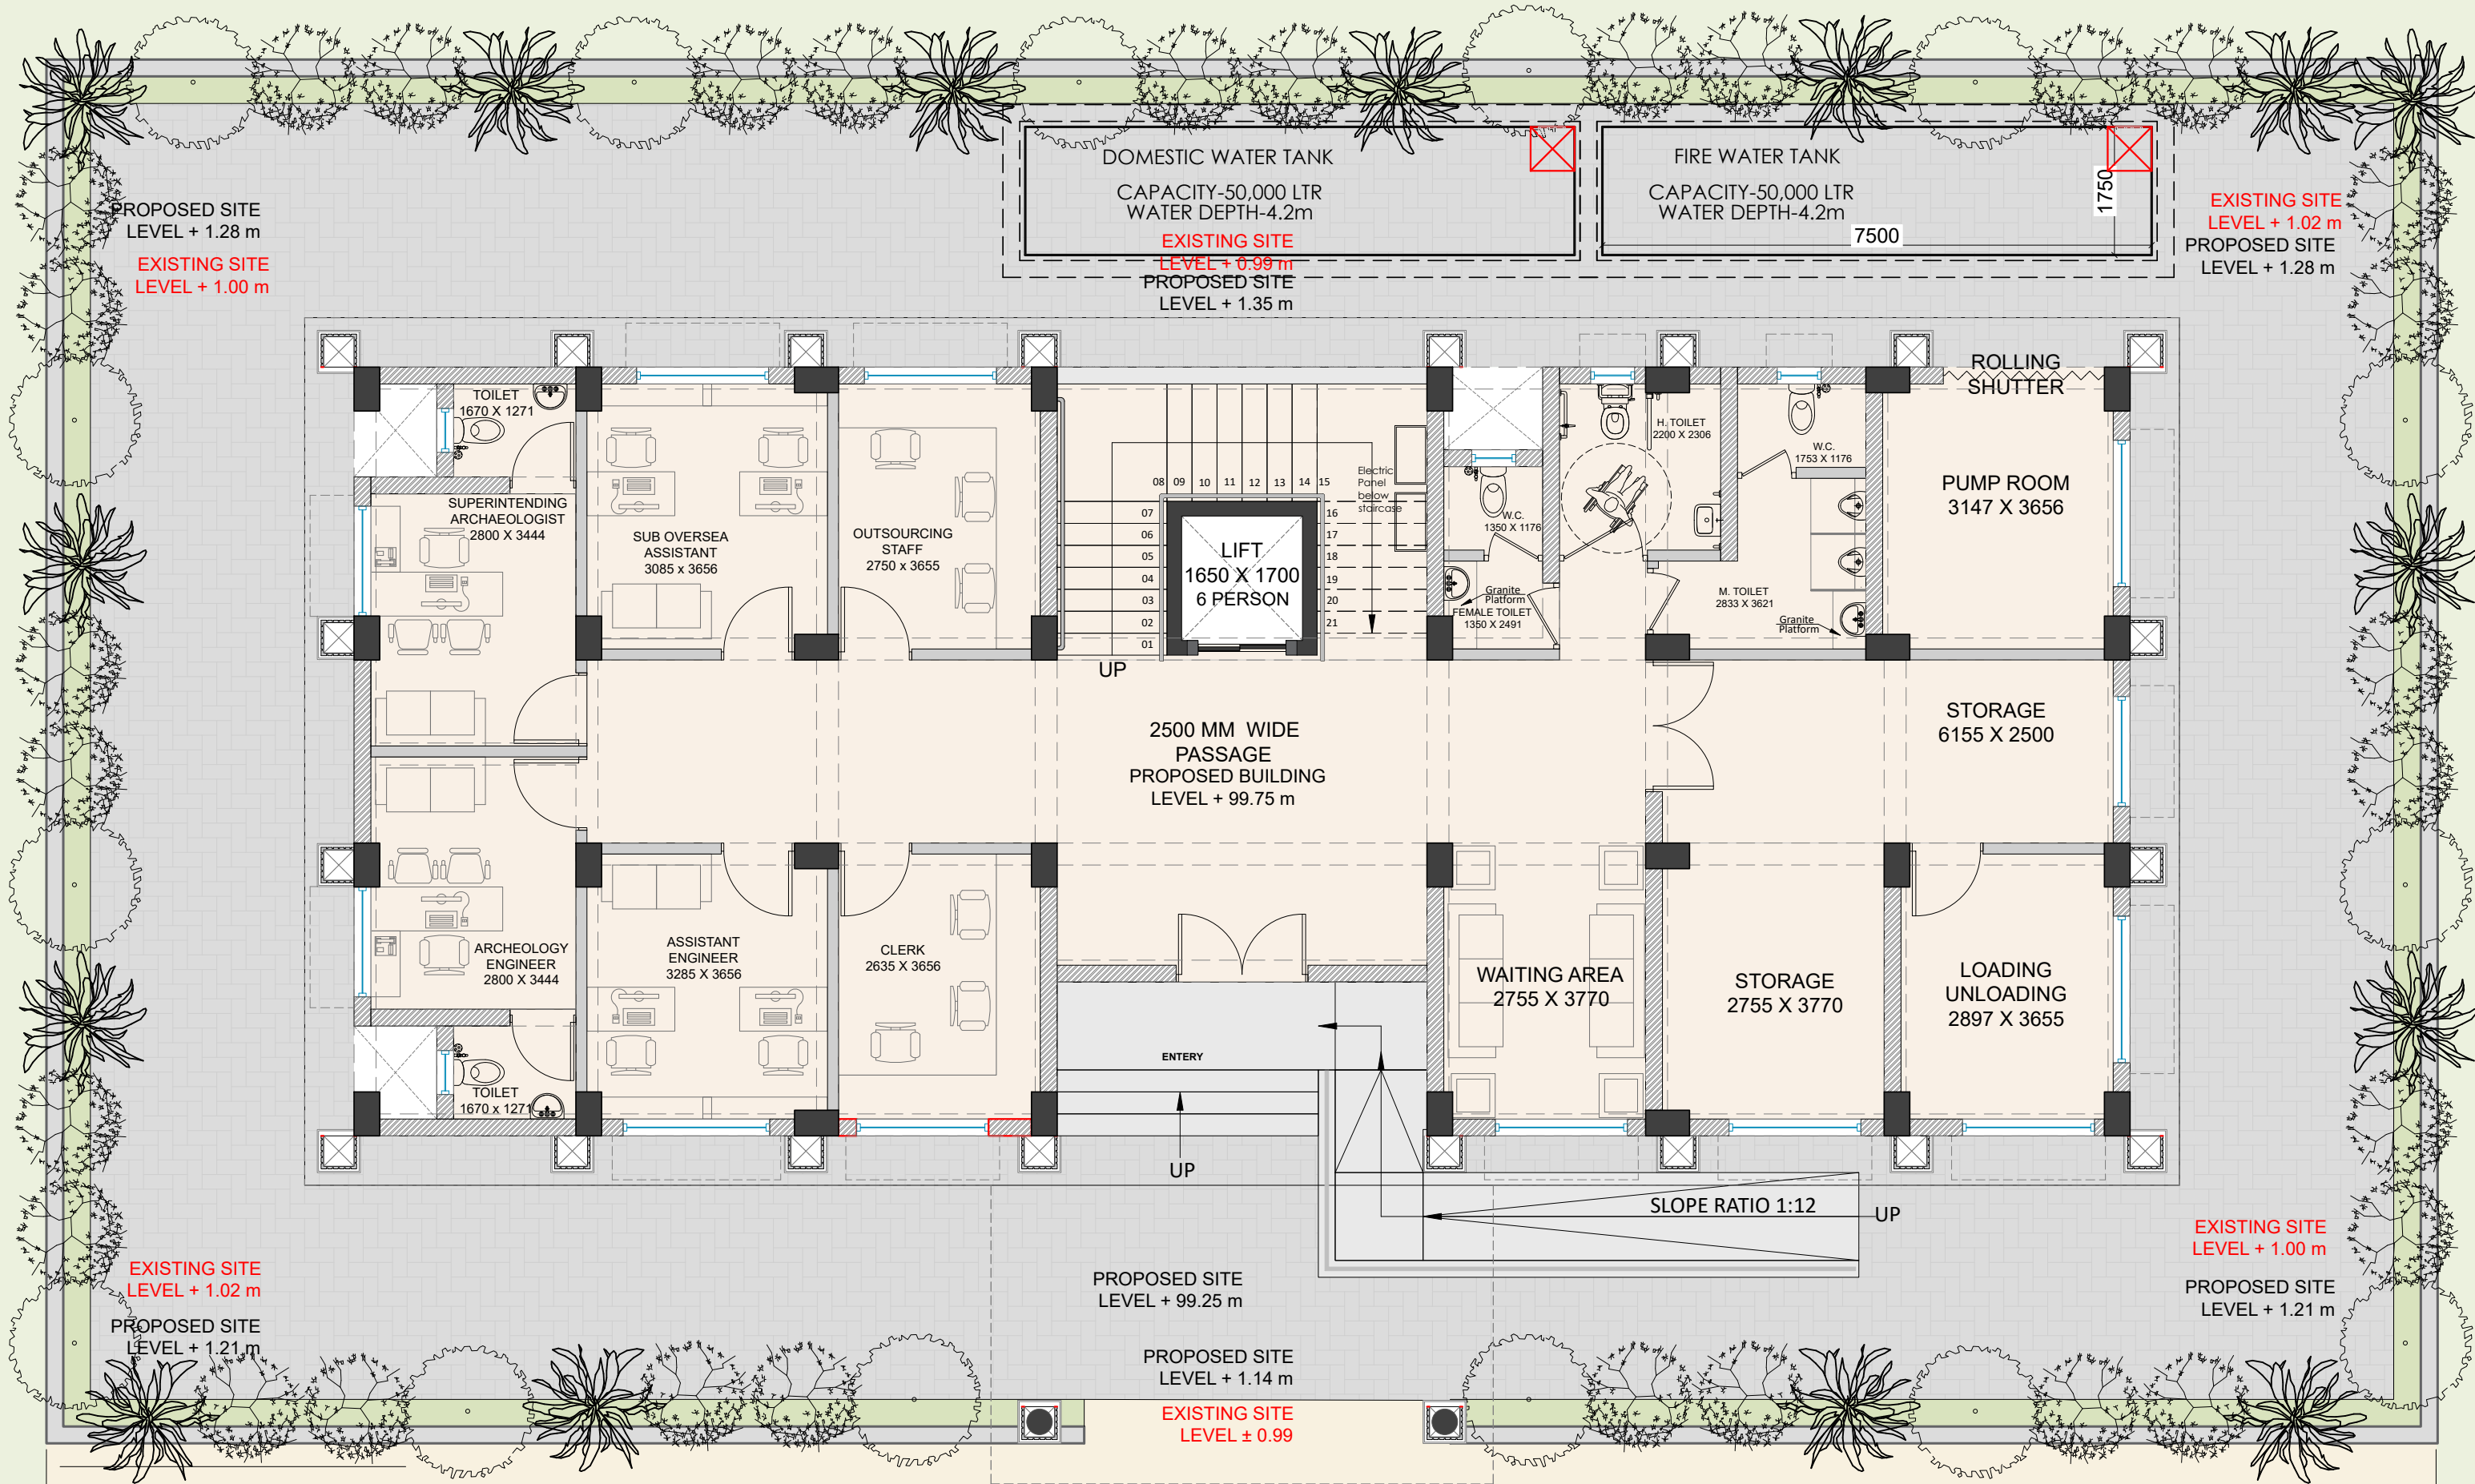 DOMESTIC WATER TANK
CAPACITY-50,000 LTR
WATER DEPTH-4.2m
FIRE WATER TANK
CAPACITY-50,000 LTR
WATER DEPTH-4.2m
1750
7500
PROPOSED SITE
LEVEL + 1.28 m
EXISTING SITE
LEVEL + 1.00 m
EXISTING SITE
LEVEL + 0.99 m
PROPOSED SITE
LEVEL + 1.35 m
EXISTING SITE
LEVEL + 1.02 m
PROPOSED SITE
LEVEL + 1.28 m
TOILET
1670 X 1271
SUPERINTENDING
ARCHAEOLOGIST
2800 X 3444
SUB OVERSEA
ASSISTANT
3085 x 3656
OUTSOURCING
STAFF
2750 x 3655
08 09 10 11 12 13 14 15
07
06
05
04
03
02
01
16
17
18
19
20
21
UP
Electric
Panel
below
staircase
LIFT
1650 X 1700
6 PERSON
W.C.
1350 X 1176
Granite
Platform
FEMALE TOILET
1350 X 2491
H. TOILET
2200 X 2306
W.C.
1753 X 1176
M. TOILET
2833 X 3621
Granite
Platform
ROLLING
SHUTTER
PUMP ROOM
3147 X 3656
STORAGE
6155 X 2500
2500 MM WIDE
PASSAGE
PROPOSED BUILDING
LEVEL + 99.75 m
ARCHEOLOGY
ENGINEER
2800 X 3444
TOILET
1670 x 1271
ASSISTANT
ENGINEER
3285 X 3656
CLERK
2635 X 3656
ENTERY
UP
WAITING AREA
2755 X 3770
STORAGE
2755 X 3770
LOADING
UNLOADING
2897 X 3655
SLOPE RATIO 1:12
UP
EXISTING SITE
LEVEL + 1.02 m
PROPOSED SITE
LEVEL + 1.21 m
PROPOSED SITE
LEVEL + 99.25 m
PROPOSED SITE
LEVEL + 1.14 m
EXISTING SITE
LEVEL ± 0.99
EXISTING SITE
LEVEL + 1.00 m
PROPOSED SITE
LEVEL + 1.21 m